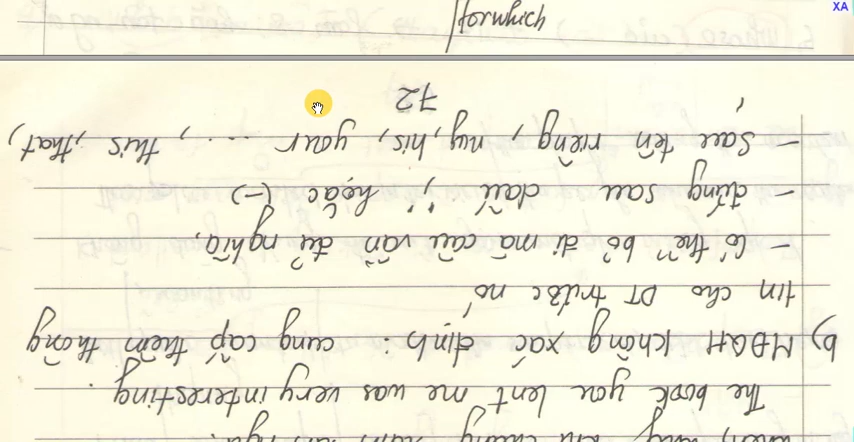 The book you lent me was very interesting.
b) MĐQH không xác định: cung cấp thêm thông
tin cho DT trước nó
- Có thể bỏ đi mà câu vẫn đủ nghĩa,
- đứng sau dấu "," hoặc (-)
- Sau tên riêng, my, his, your ..., this, that,
72
XA